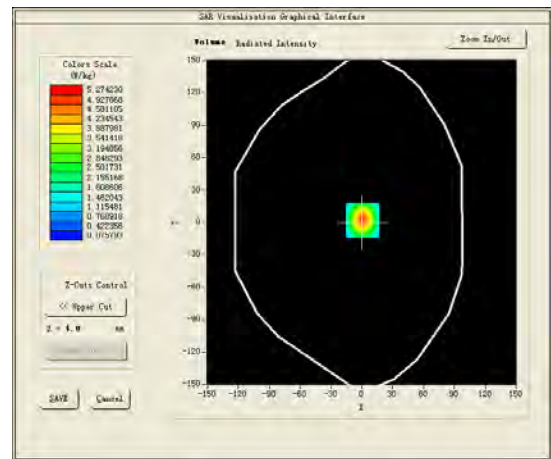 SAR Visualisation Graphical Interface
Volume Radiated Intensity
Zoom In/Out
Colors Scale
(W/kg)
5.274230
4.927668
4.581105
4.234543
3.887981
3.541418
3.194856
2.848293
2.501731
2.155168
1.808606
1.462043
1.115481
0.768918
0.422356
0.075793
150
120
90
60
30
0
-30
-60
-90
-120
-150
-150 -120 -90 -60 -30 0 30 60 90 120 150
X
Z-Cuts Control
<< Upper Cut
Z = 4.0 mm
SAVE
Cancel